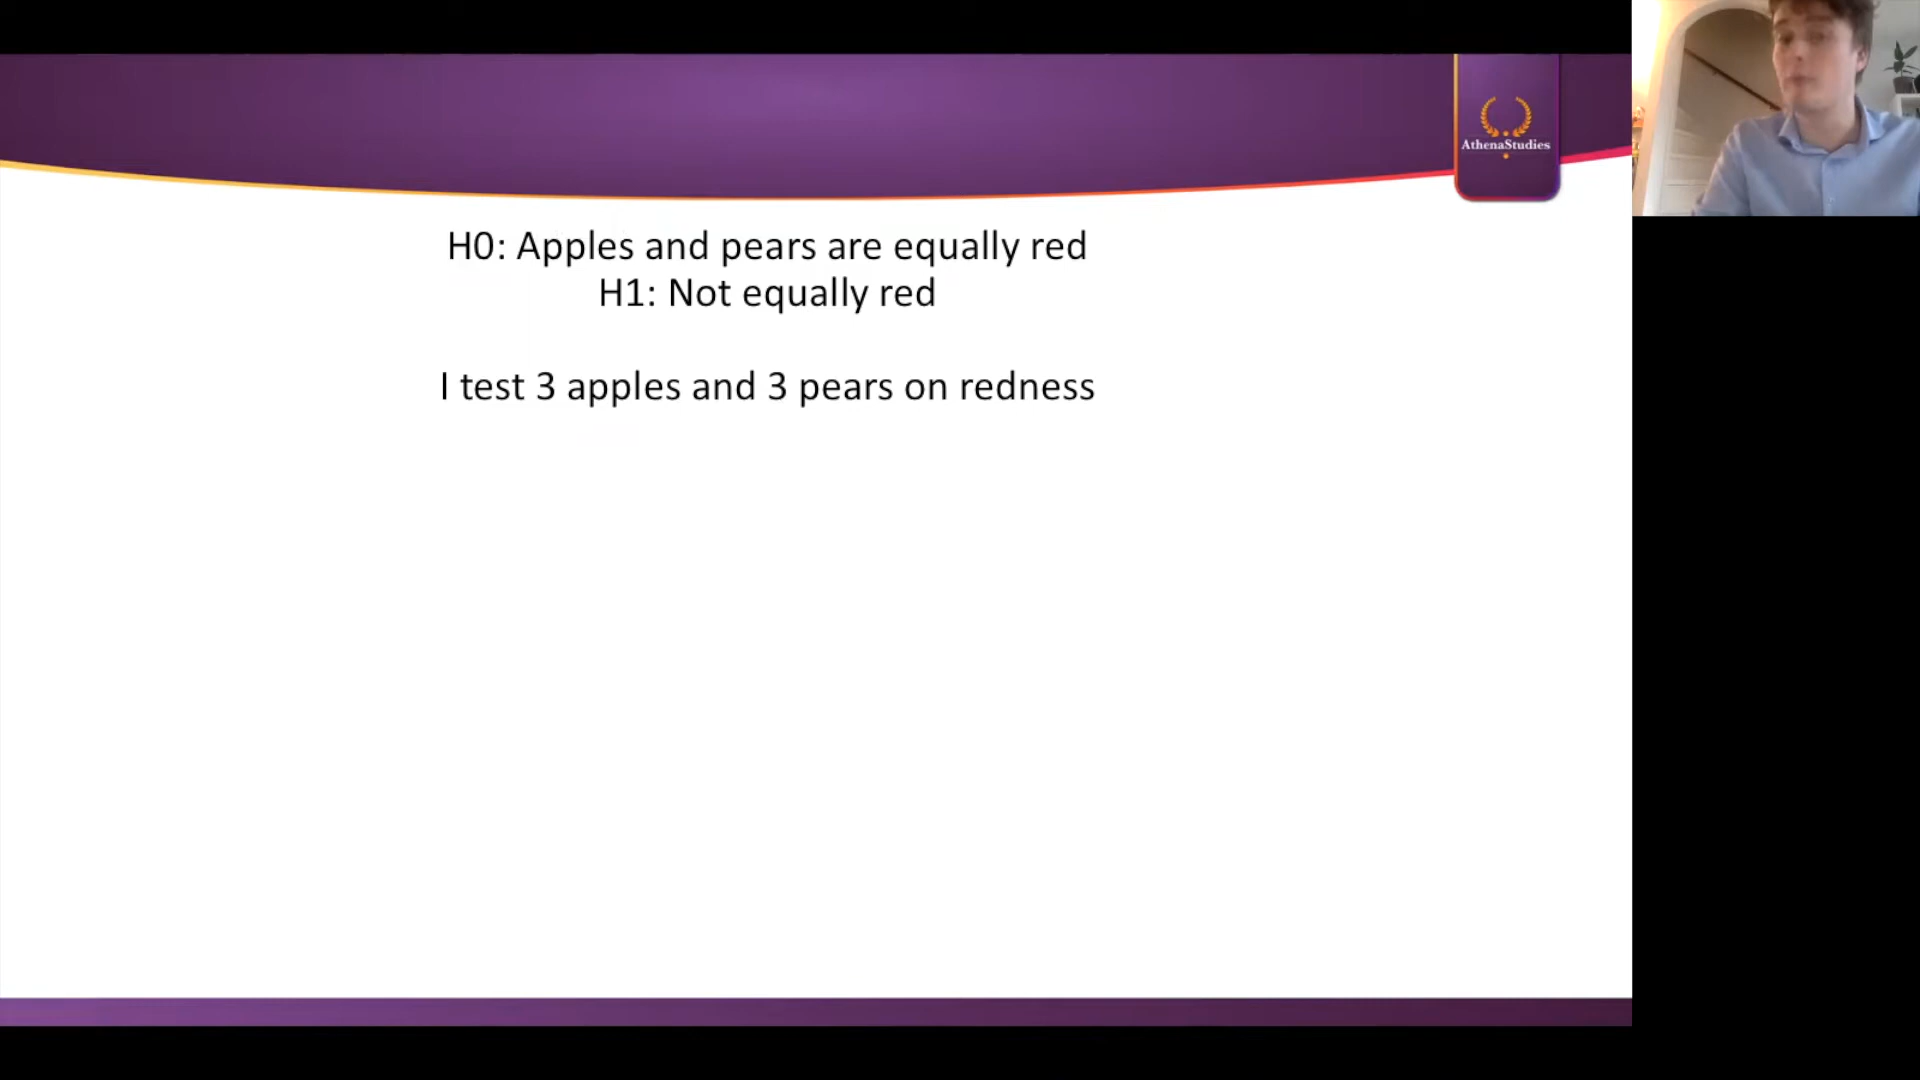 AthenaStudies
H0: Apples and pears are equally red
H1: Not equally red
I test 3 apples and 3 pears on redness